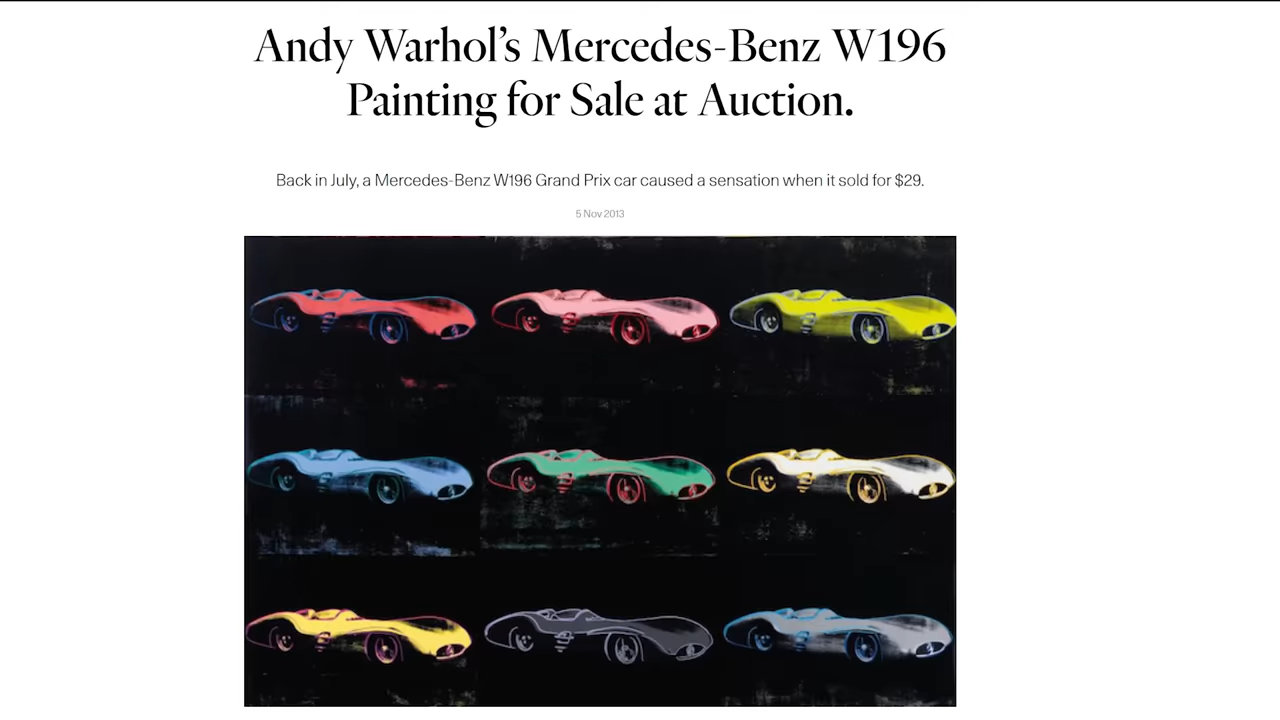 Andy Warhol’s Mercedes-Benz W196
Painting for Sale at Auction.
Back in July, a Mercedes-Benz W196 Grand Prix car caused a sensation when it sold for $29.
5 Nov 2013